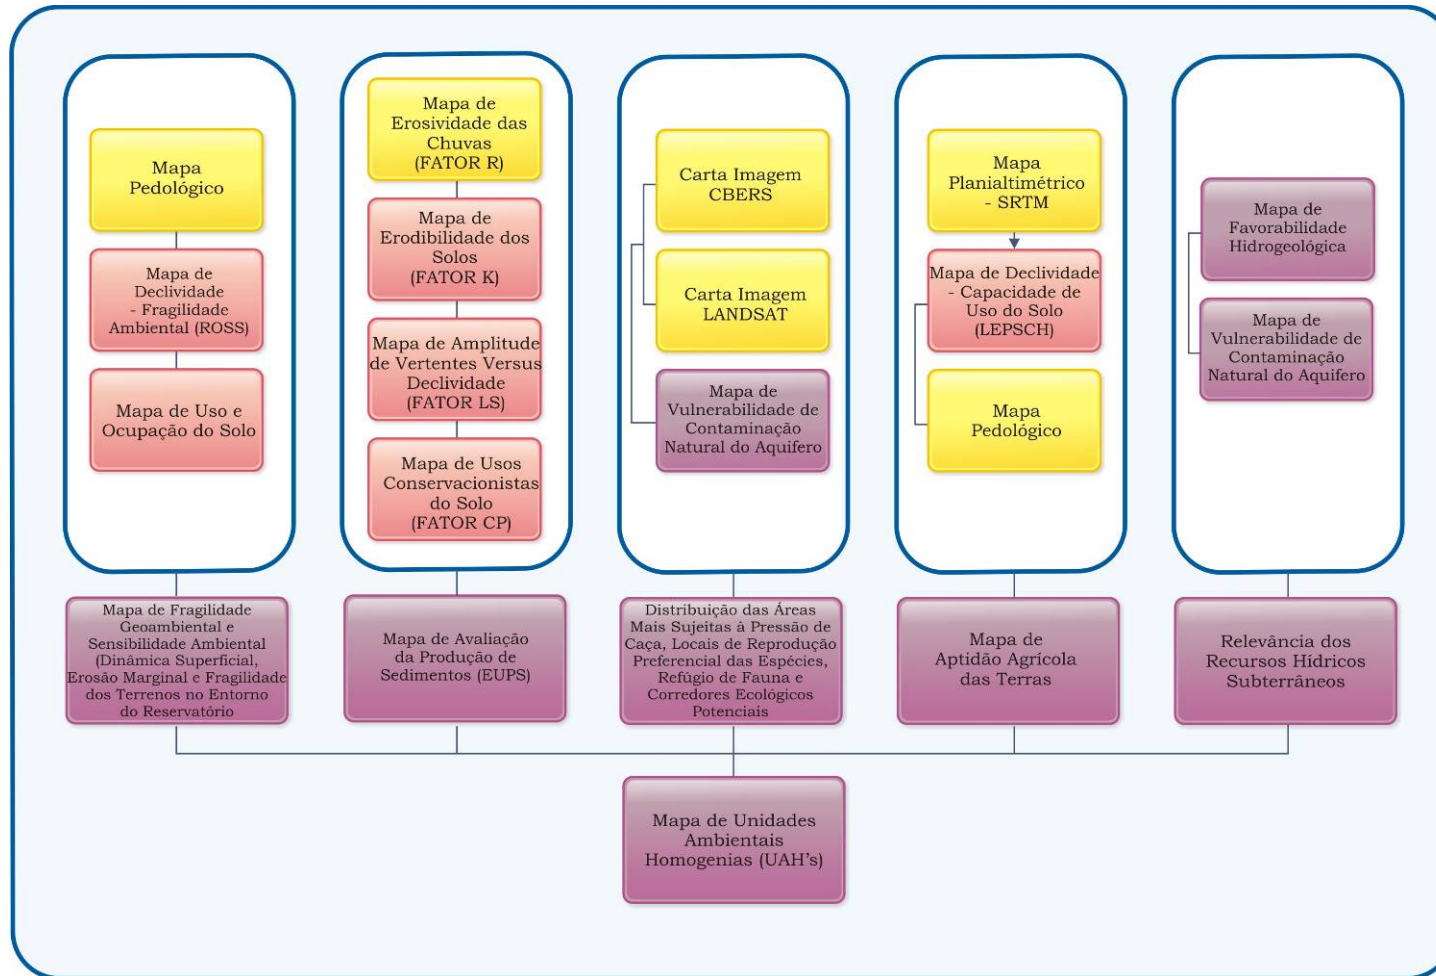 Mapa
Pedológico
Mapa de
Declividade
- Fragilidade
Ambiental (ROSS)
Mapa de Uso e
Ocupação do Solo
Mapa de
Erosividade das
Chuvas
(FATOR R)
Mapa de
Erodibilidade dos
Solos
(FATOR K)
Mapa de Amplitude
de Vertentes Versus
Declividade
(FATOR LS)
Mapa de Usos
Conservacionistas
do Solo
(FATOR CP)
Carta Imagem
CBERS
Carta Imagem
LANDSAT
Mapa de
Vulnerabilidade de
Contaminação
Natural do Aquifero
Mapa
Planialtimétrico
- SRTM
Mapa de Declividade
- Capacidade de
Uso do Solo
(LEPSCH)
Mapa
Pedológico
Mapa de
Favorabilidade
Hidrogeológica
Mapa de
Vulnerabilidade de
Contaminação
Natural do Aquifero
Mapa de Fragilidade
Geoambiental e
Sensibilidade Ambiental
(Dinâmica Superficial,
Erosão Marginal e Fragilidade
dos Terrenos no Entorno
do Reservatório
Mapa de Avaliação
da Produção de
Sedimentos (EUPS)
Distribuição das Áreas
Mais Sujeitas à Pressão de
Caça, Locais de Reprodução
Preferencial das Espécies,
Refúgio de Fauna e
Corredores Ecológicos
Potenciais
Mapa de
Aptidão Agrícola
das Terras
Relevância dos
Recursos Hídricos
Subterrâneos
Mapa de Unidades
Ambientais
Homogenias (UAH's)